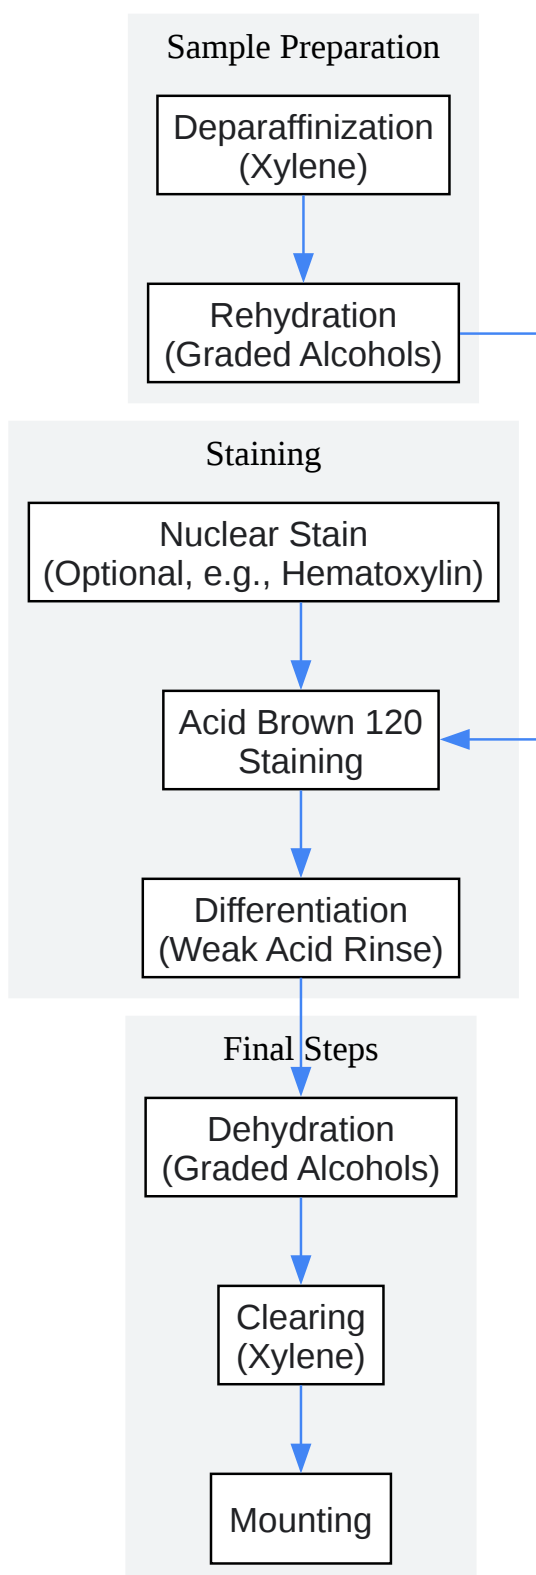 Sample Preparation
Deparaffinization
(Xylene)
Rehydration
(Graded Alcohols)
Staining
Nuclear Stain
(Optional, e.g., Hematoxylin)
Acid Brown 120
Staining
Differentiation
(Weak Acid Rinse)
Final Steps
Dehydration
(Graded Alcohols)
Clearing
(Xylene)
Mounting